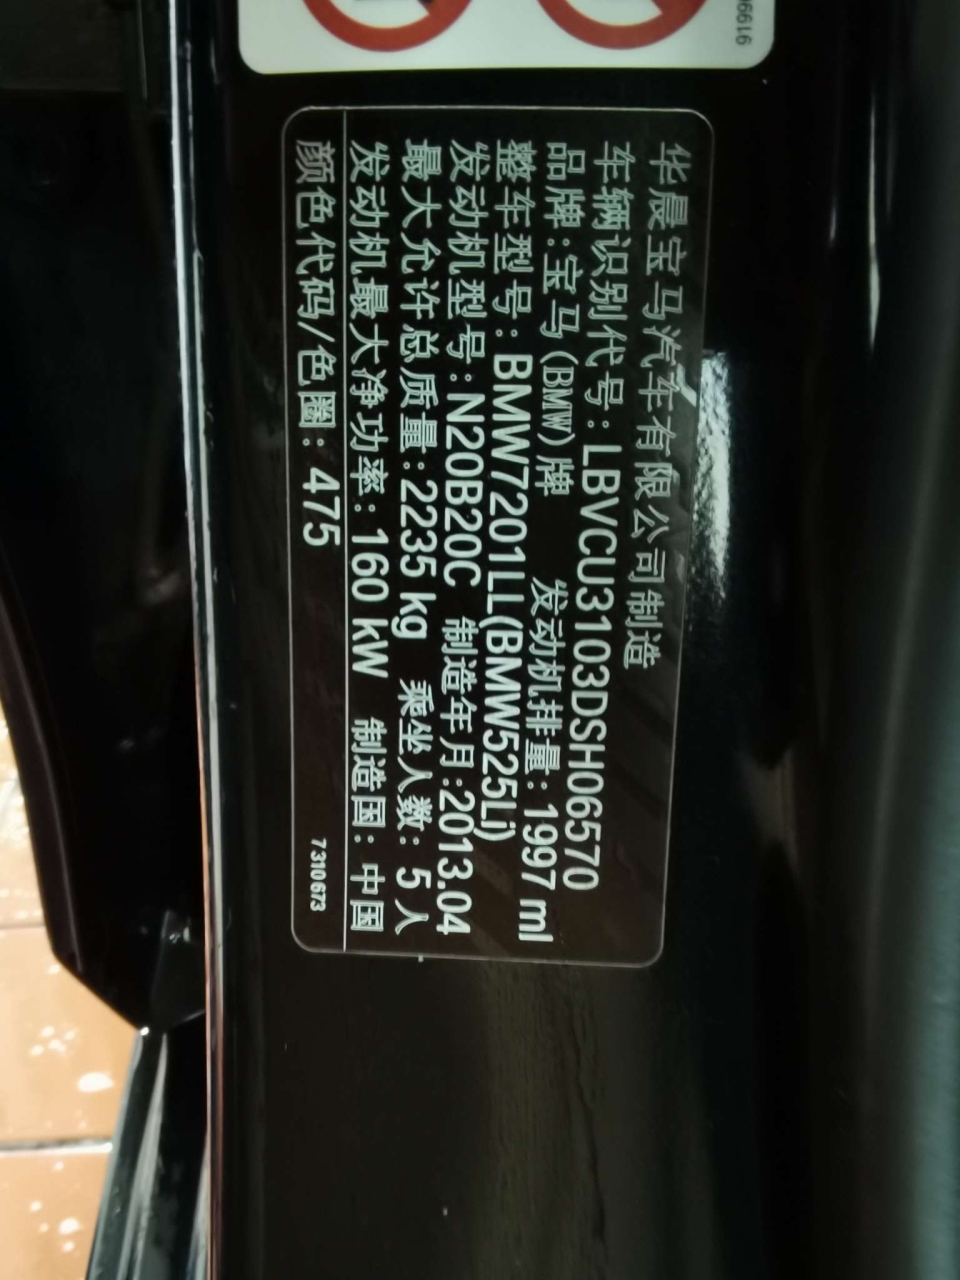 06616
华晨宝马汽车有限公司制造
车辆识别代号：LBVCU3103DSH06570
品牌：宝马(BMW)牌 发动机排量：1997 ml
整车型号：BMW7201LL(BMW525Li)
发动机型号：N20B20C 制造年月：2013.04
最大允许总质量：2235 kg 乘坐人数：5人
发动机最大净功率：160 kW 制造国：中国
颜色代码/色圈：475
7 310 673